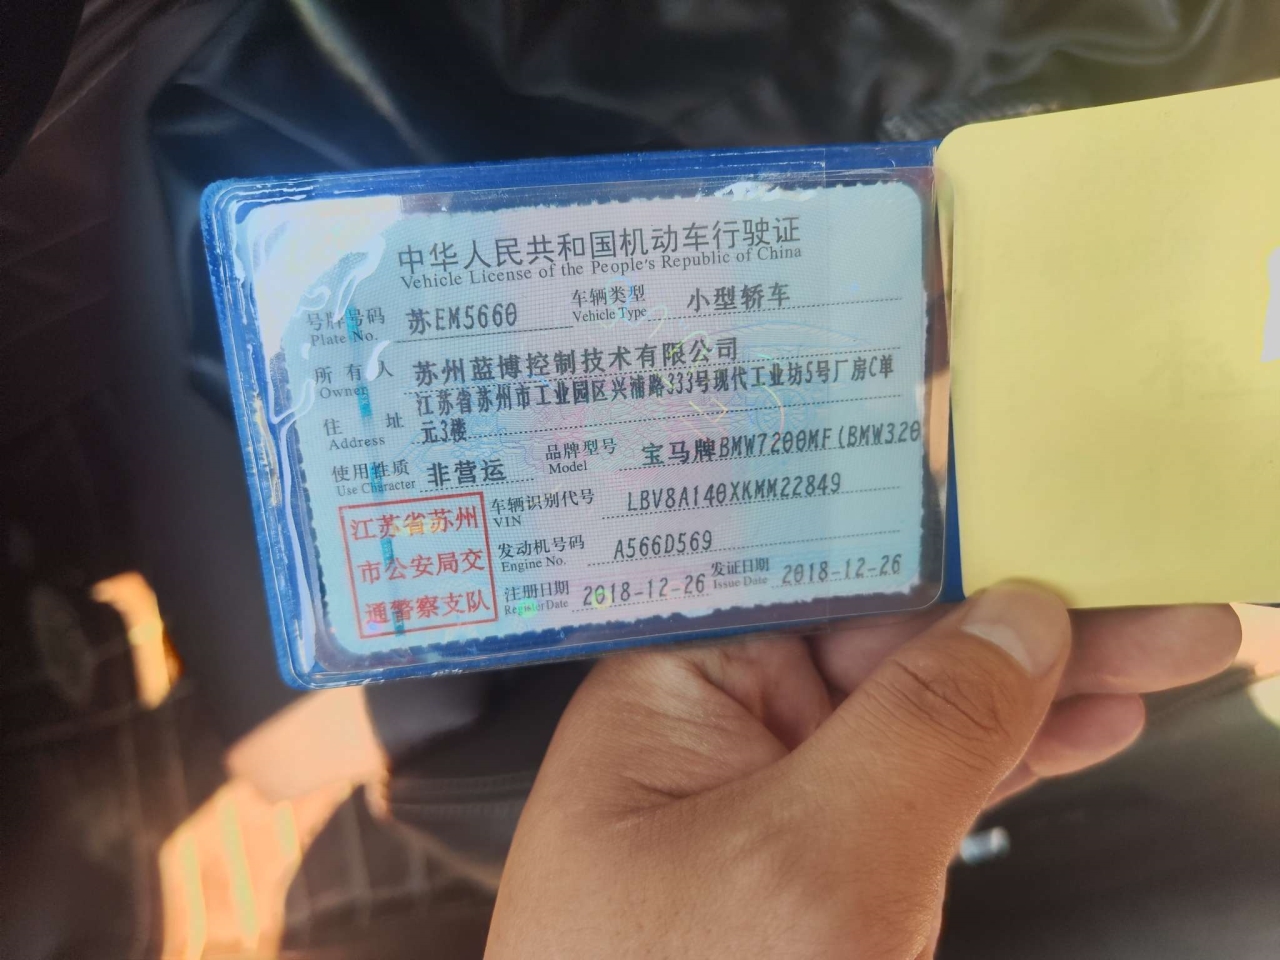 中华人民共和国机动车行驶证
Vehicle License of the People's Republic of China
号牌号码 苏EM5660 车辆类型 小型轿车
Plate No. Vehicle Type
所有人 苏州蓝博控制技术有限公司
Owner
住址 江苏省苏州市工业园区兴浦路333号现代工业坊5号厂房C单
Address 元3楼
使用性质 非营运 品牌型号 宝马牌BMW7200MF(BMW320
Use Character Model
车辆识别代号 LBV8A140XKMM22849
VIN
发动机号码 A566D569
Engine No.
注册日期 2018-12-26 发证日期 2018-12-26
Register Date Issue Date
江苏省苏州
市公安局交
通警察支队